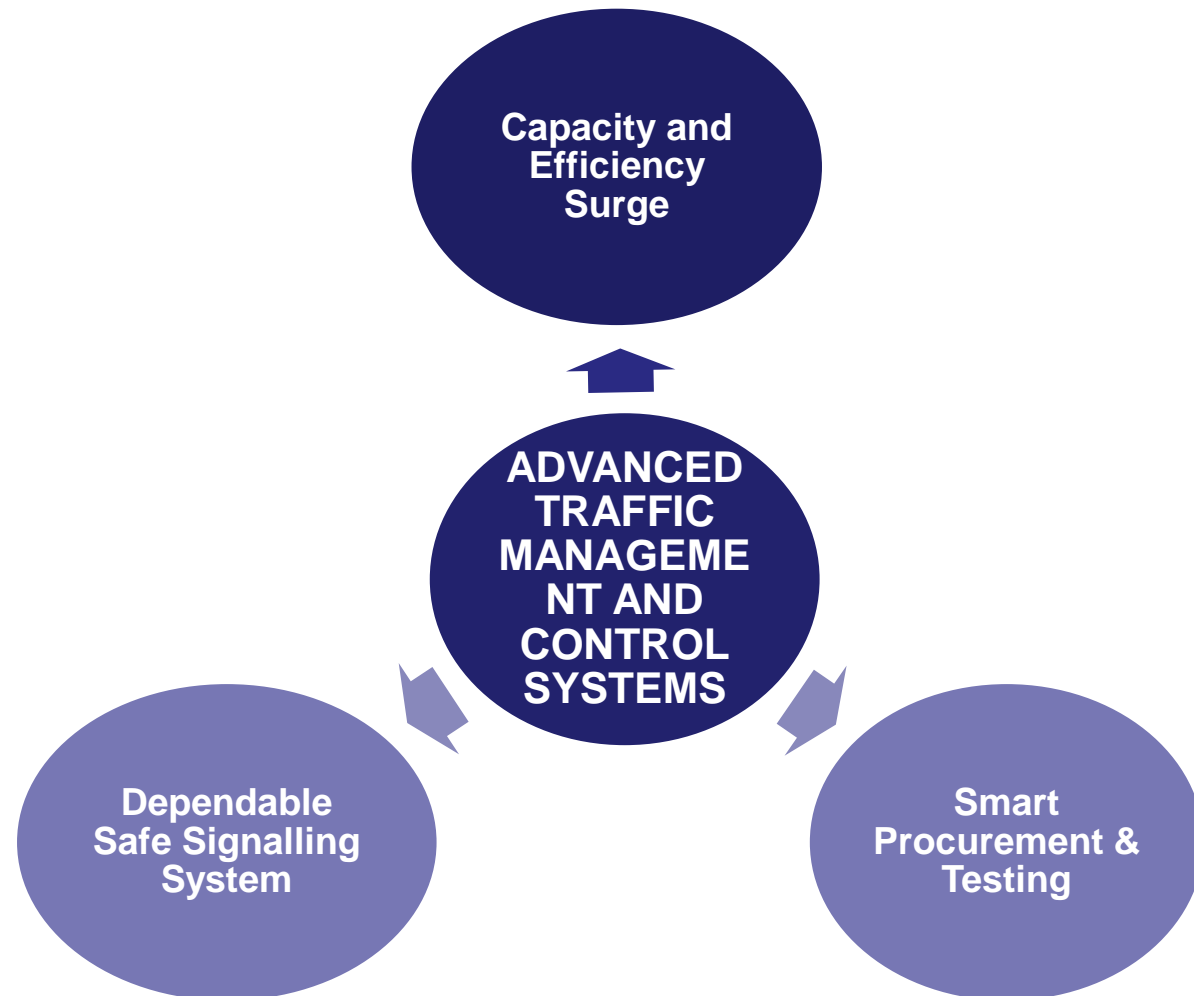 Capacity and
Efficiency
Surge
ADVANCED
TRAFFIC
MANAGEME
NT AND
CONTROL
SYSTEMS
Dependable
Safe Signalling
System
Smart
Procurement &
Testing